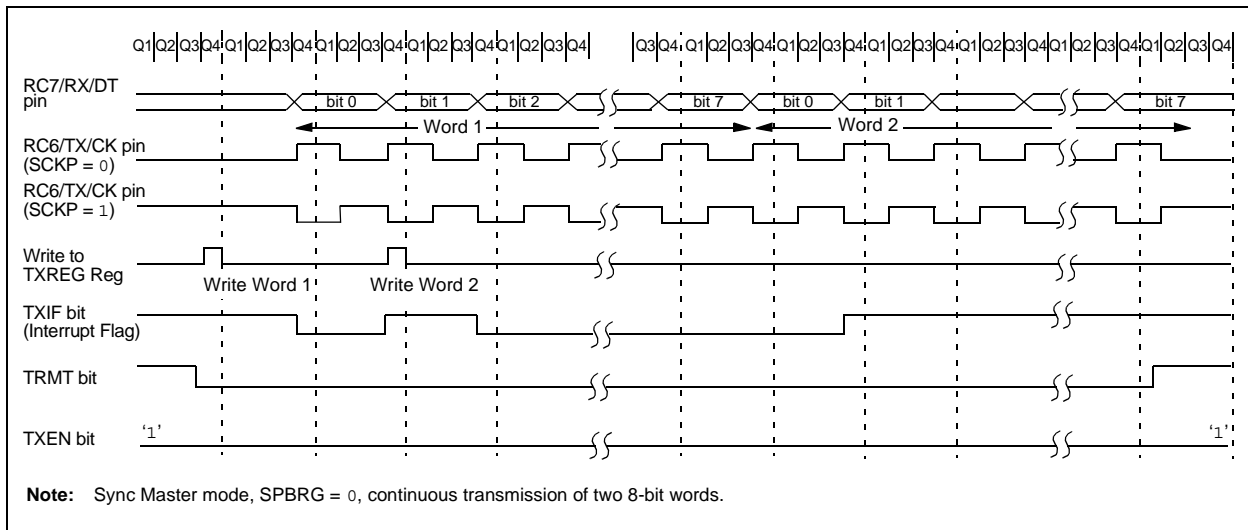 Q1 Q2 Q3 Q4 Q1 Q2 Q3 Q4 Q1 Q2 Q3 Q4 Q1 Q2 Q3 Q4 Q1 Q2 Q3 Q4 Q3 Q4 Q1 Q2 Q3 Q4 Q1 Q2 Q3 Q4 Q1 Q2 Q3 Q4 Q1 Q2 Q3 Q4 Q1 Q2 Q3 Q4 Q1 Q2 Q3 Q4
RC7/RX/DT
pin
bit 0 bit 1 bit 2 bit 7 bit 0 bit 1 bit 7
Word 1 Word 2
RC6/TX/CK pin
(SCKP = 0)
RC6/TX/CK pin
(SCKP = 1)
Write to
TXREG Reg
Write Word 1 Write Word 2
TXIF bit
(Interrupt Flag)
TRMT bit
TXEN bit
‘1’ ‘1’
Note: Sync Master mode, SPBRG = 0, continuous transmission of two 8-bit words.